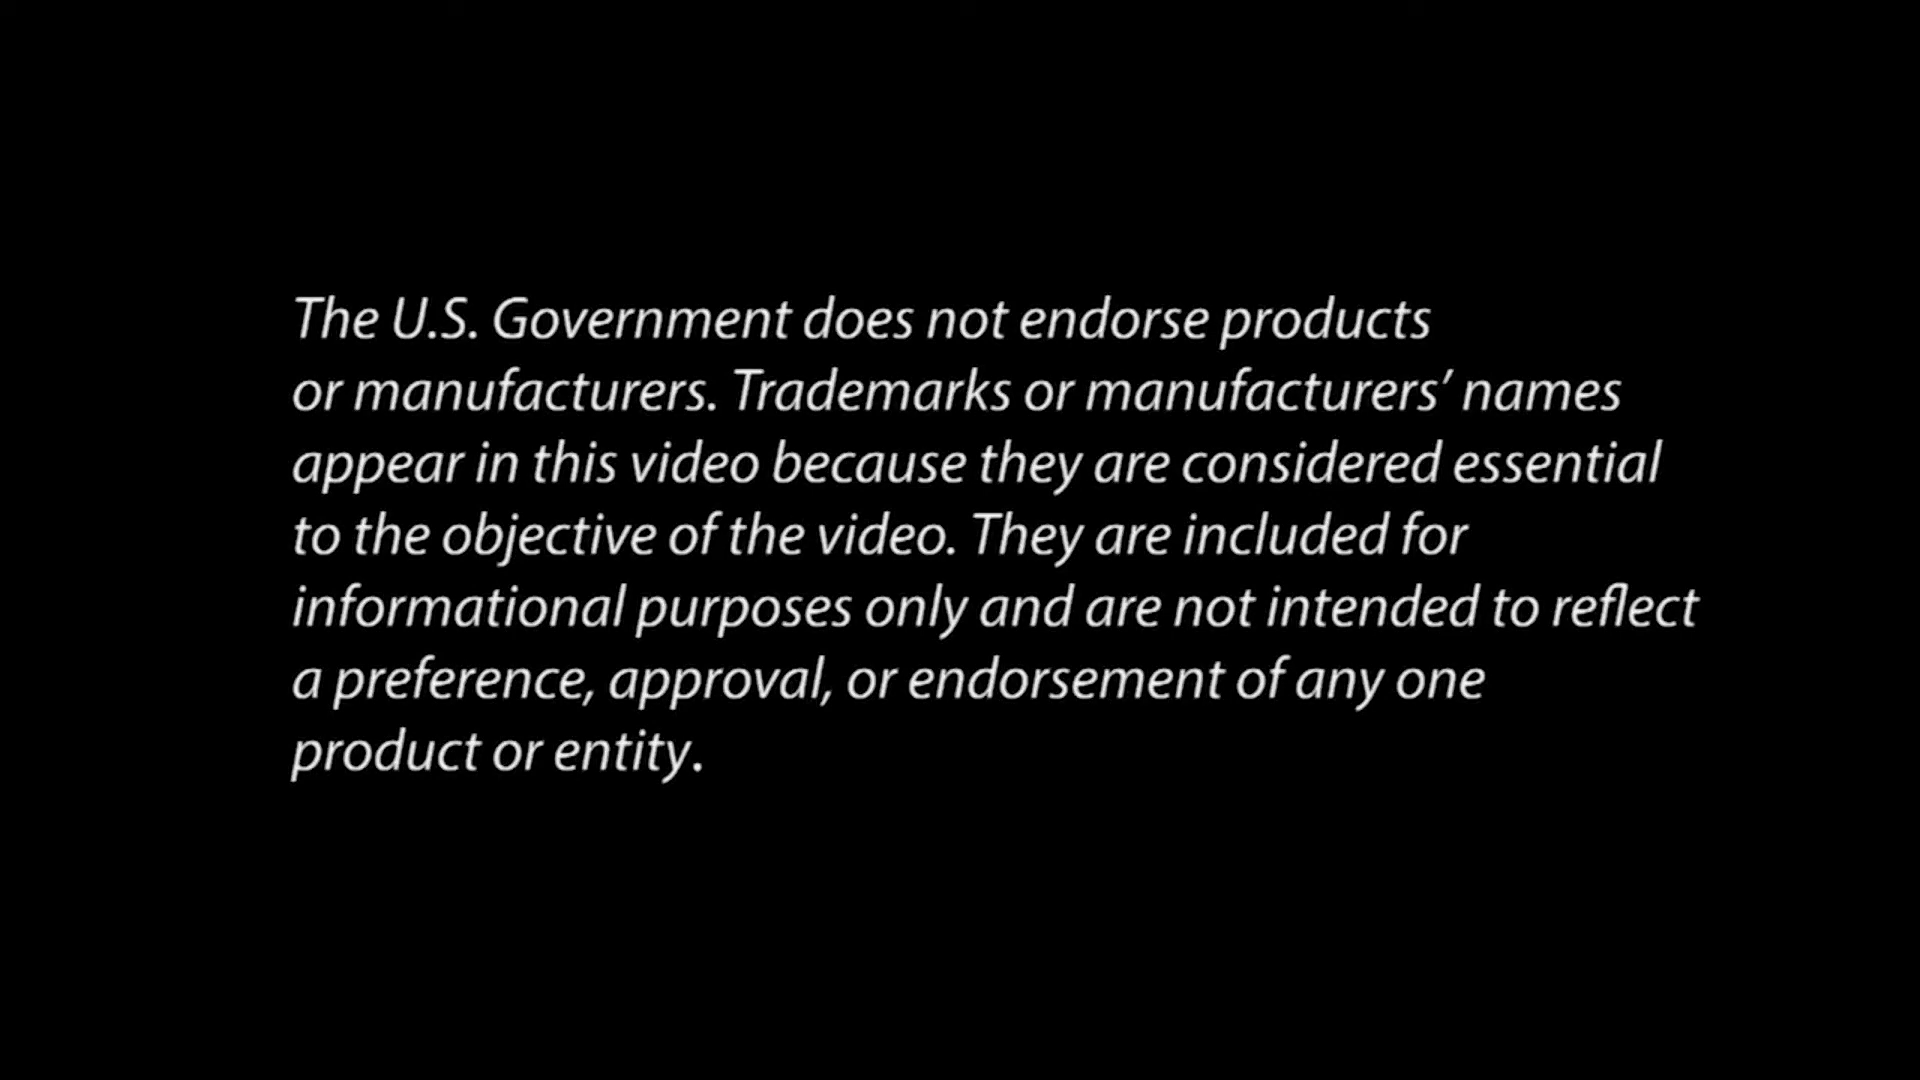 The U.S. Government does not endorse products
or manufacturers. Trademarks or manufacturers’ names
appear in this video because they are considered essential
to the objective of the video. They are included for
informational purposes only and are not intended to reflect
a preference, approval, or endorsement of any one
product or entity.